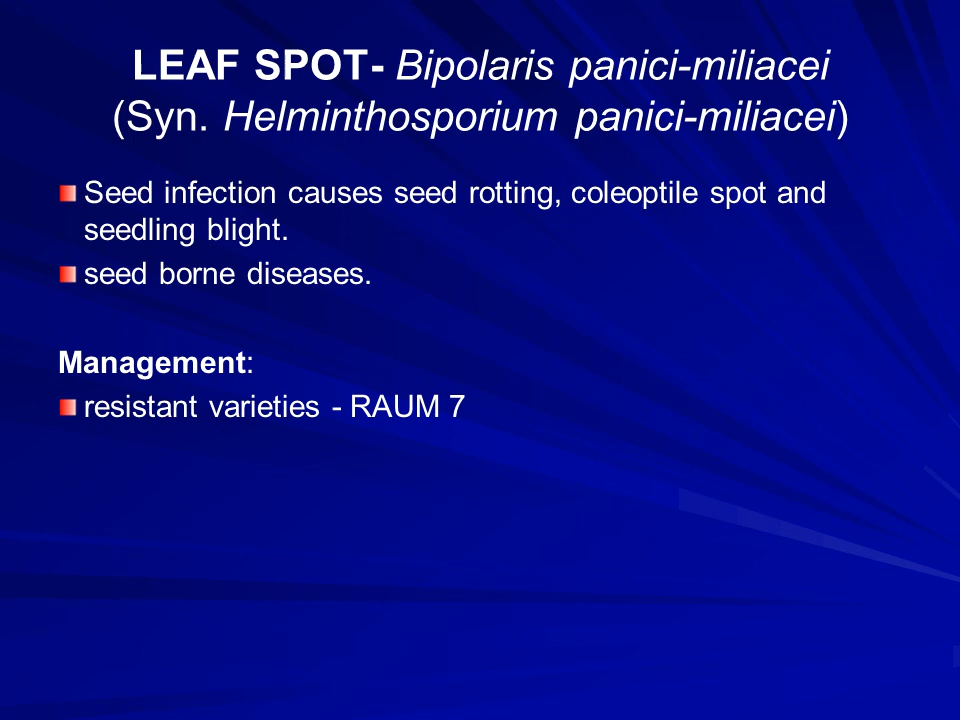 LEAF SPOT- Bipolaris panici-miliacei
(Syn. Helminthosporium panici-miliacei)
Seed infection causes seed rotting, coleoptile spot and
seedling blight.
seed borne diseases.
Management:
resistant varieties - RAUM 7